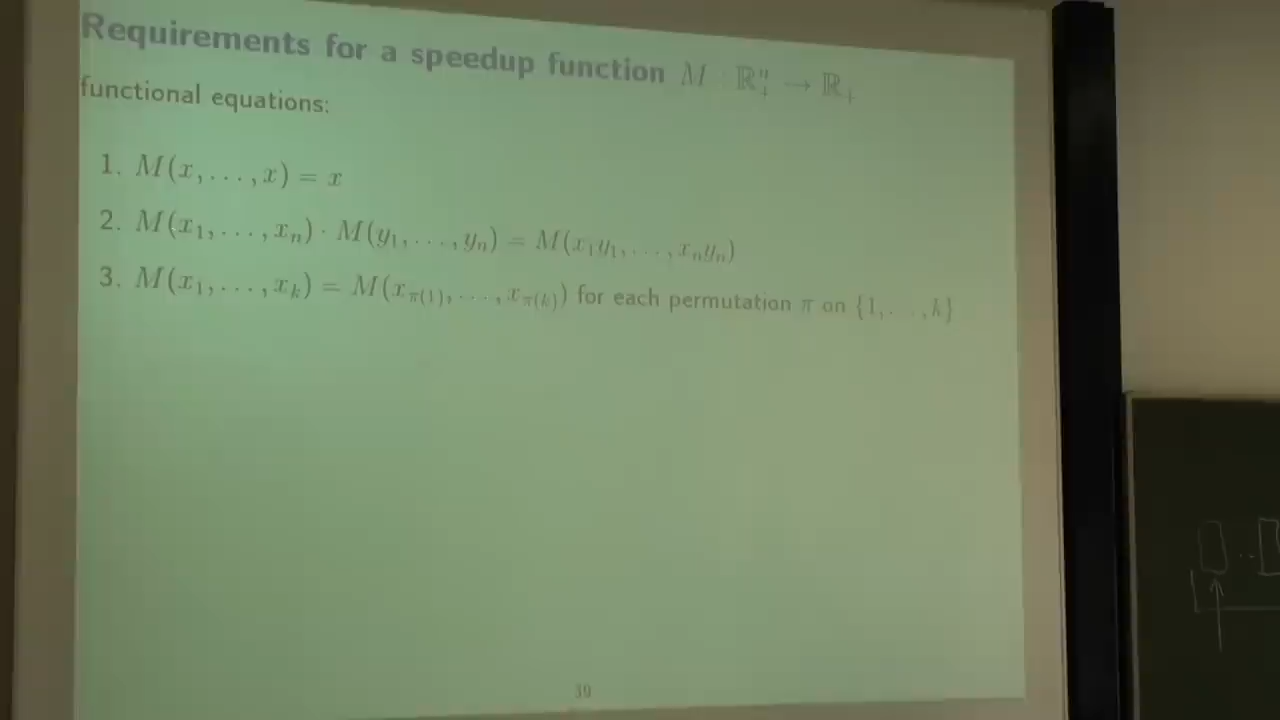 Requirements for a speedup function M : ℝ₊ⁿ → ℝ₊
functional equations:
1. M(x, . . . , x) = x
2. M(x₁, . . . , xₙ) · M(y₁, . . . , yₙ) = M(x₁y₁, . . . , xₙyₙ)
3. M(x₁, . . . , xₖ) = M(x_π(1), . . . , x_π(k)) for each permutation π on {1, . . . , k}
39